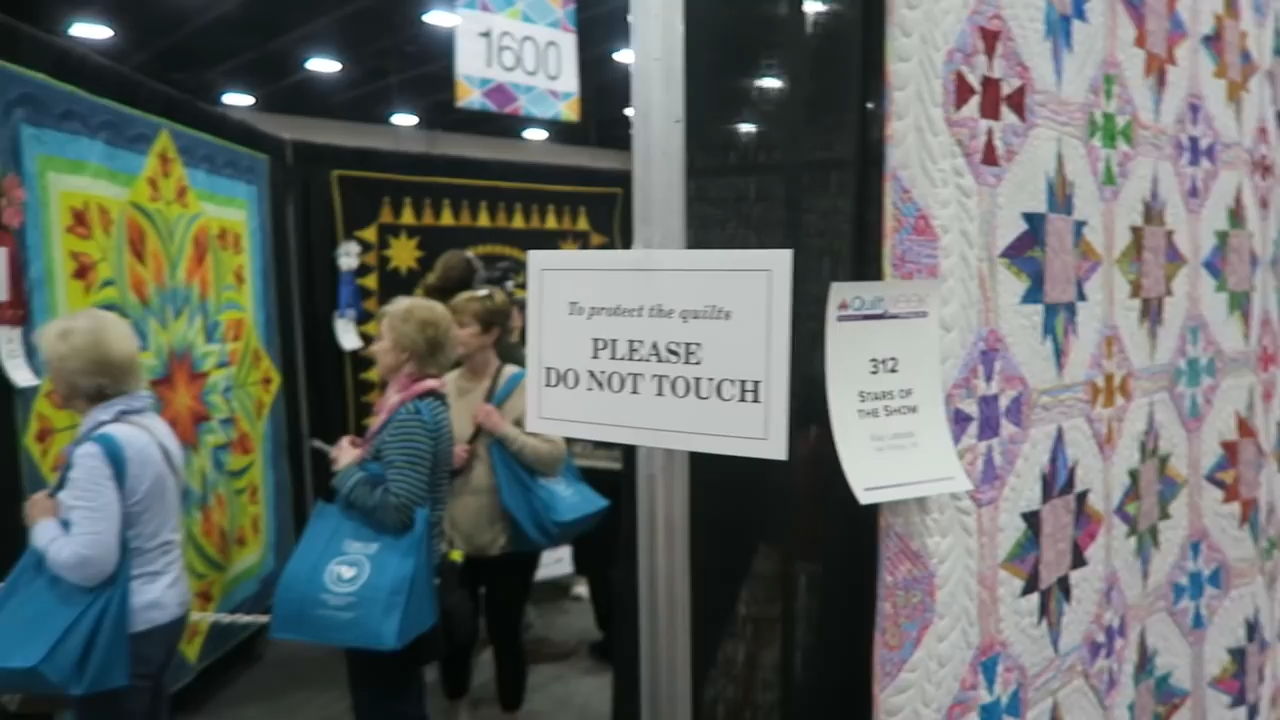 1600
To protect the quilts
PLEASE
DO NOT TOUCH
QuiltWEEK
312
STARS OF
THE SHOW